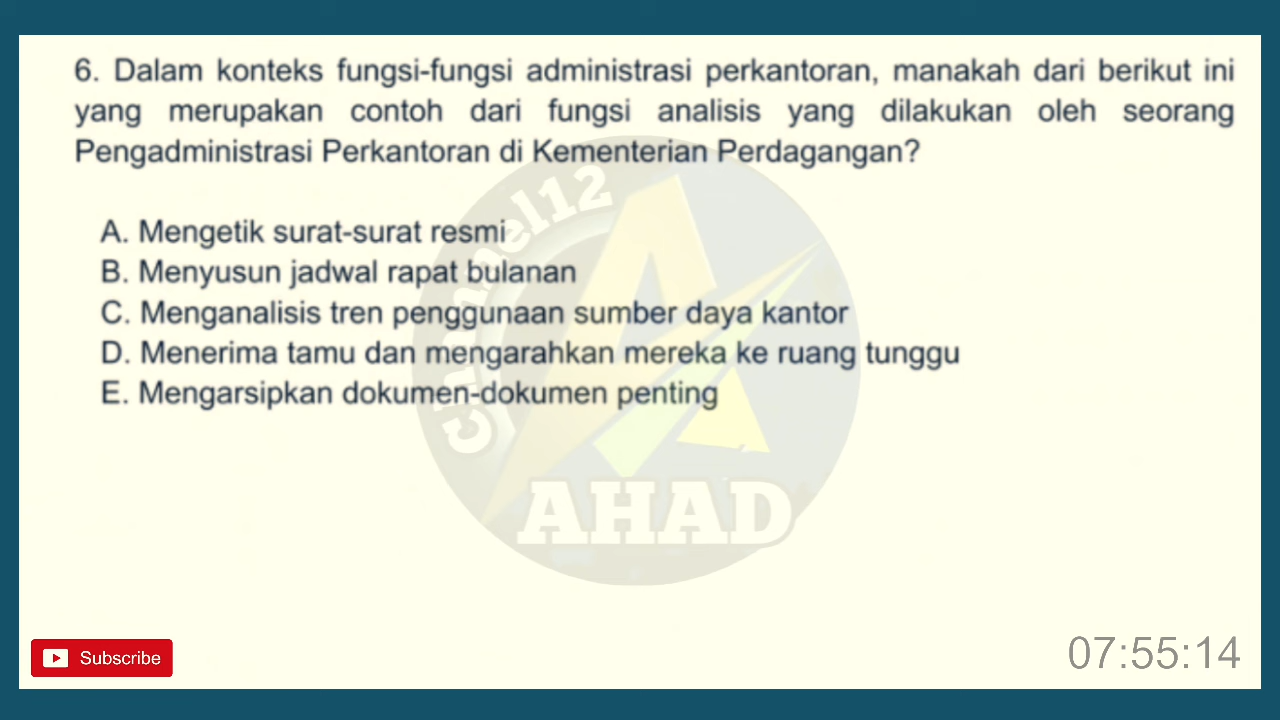 6. Dalam konteks fungsi-fungsi administrasi perkantoran, manakah dari berikut ini
yang merupakan contoh dari fungsi analisis yang dilakukan oleh seorang
Pengadministrasi Perkantoran di Kementerian Perdagangan?
A. Mengetik surat-surat resmi
B. Menyusun jadwal rapat bulanan
C. Menganalisis tren penggunaan sumber daya kantor
D. Menerima tamu dan mengarahkan mereka ke ruang tunggu
E. Mengarsipkan dokumen-dokumen penting
Channel12
AHAD
Subscribe
07:55:14